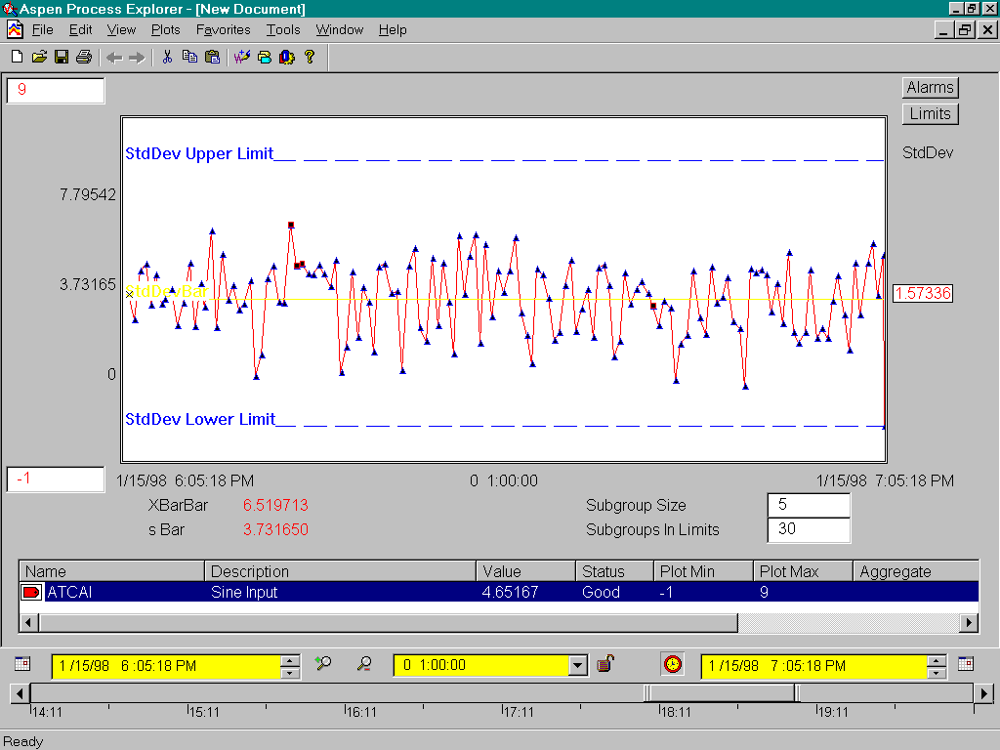 Aspen Process Explorer - [New Document]
File Edit View Plots Favorites Tools Window Help
9
Alarms
Limits
StdDev Upper Limit
StdDev
7.79542
3.73165
StdDevBar
1.57336
0
StdDev Lower Limit
-1
1/15/98 6:05:18 PM 0 1:00:00 1/15/98 7:05:18 PM
XBarBar 6.519713 Subgroup Size 5
s Bar 3.731650 Subgroups In Limits 30
Name Description Value Status Plot Min Plot Max Aggregate
ATCAI Sine Input 4.65167 Good -1 9
1 /15/98 6 :05:18 PM 0 1:00:00 1 /15/98 7 :05:18 PM
14:11 15:11 16:11 17:11 18:11 19:11
Ready